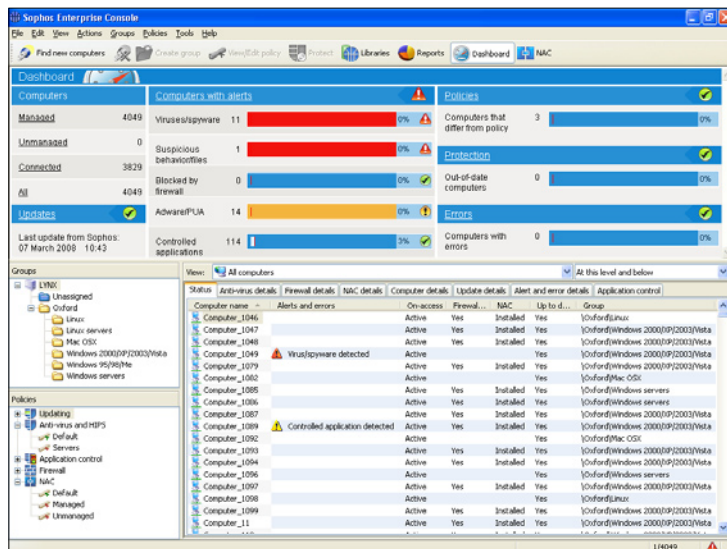 Sophos Enterprise Console
File Edit View Actions Groups Policies Tools Help
Find new computers Create group View/Edit policy Protect Libraries Reports Dashboard NAC
Dashboard
Computers
Managed 4049
Unmanaged 0
Connected 3829
All 4049
Updates
Last update from Sophos:
07 March 2008 10:43
Computers with alerts
Viruses/spyware 11 0%
Suspicious
behavior/files 1 0%
Blocked by
firewall 0 0%
Adware/PUA 14 0%
Controlled
applications 114 3%
Policies
Computers that
differ from policy 3 0%
Protection
Out-of-date
computers 0 0%
Errors
Computers with
errors 0 0%
Groups
LYNX
Unassigned
Oxford
Linux
Linux servers
Mac OSX
Windows 2000/XP/2003/Vista
Windows 95/98/Me
Windows servers
Policies
Updating
Anti-virus and HIPS
Default
Servers
Application control
Firewall
NAC
Default
Managed
Unmanaged
View: All computers At this level and below
Status Anti-virus details Firewall details NAC details Computer details Update details Alert and error details Application control
Computer name Alerts and errors On-access Firewal... NAC Up to d... Group
Computer_1046 Active Yes Installed Yes \Oxford\Linux
Computer_1047 Active Yes Installed Yes \Oxford\Windows 2000/XP/2003/Vista
Computer_1048 Active Yes Installed Yes \Oxford\Windows 2000/XP/2003/Vista
Computer_1049 Virus/spyware detected Active Yes \Oxford\Windows 2000/XP/2003/Vista
Computer_1079 Active Yes Installed Yes \Oxford\Windows 2000/XP/2003/Vista
Computer_1082 Active Yes \Oxford\Mac OSX
Computer_1085 Active Yes Installed Yes \Oxford\Windows servers
Computer_1086 Active Yes Installed Yes \Oxford\Windows servers
Computer_1087 Active Yes \Oxford\Windows 2000/XP/2003/Vista
Computer_1089 Controlled application detected Active Yes Installed Yes \Oxford\Windows 2000/XP/2003/Vista
Computer_1092 Active Yes \Oxford\Mac OSX
Computer_1093 Active Yes Installed Yes \Oxford\Windows 2000/XP/2003/Vista
Computer_1094 Active Yes Installed Yes \Oxford\Windows 2000/XP/2003/Vista
Computer_1096 Active Yes \Oxford\Windows servers
Computer_1097 Active Yes Installed Yes \Oxford\Windows 2000/XP/2003/Vista
Computer_1098 Active Yes \Oxford\Linux
Computer_1099 Active Yes Installed Yes \Oxford\Windows 2000/XP/2003/Vista
Computer_11 Active Yes Installed Yes \Oxford\Windows 2000/XP/2003/Vista
1/4049